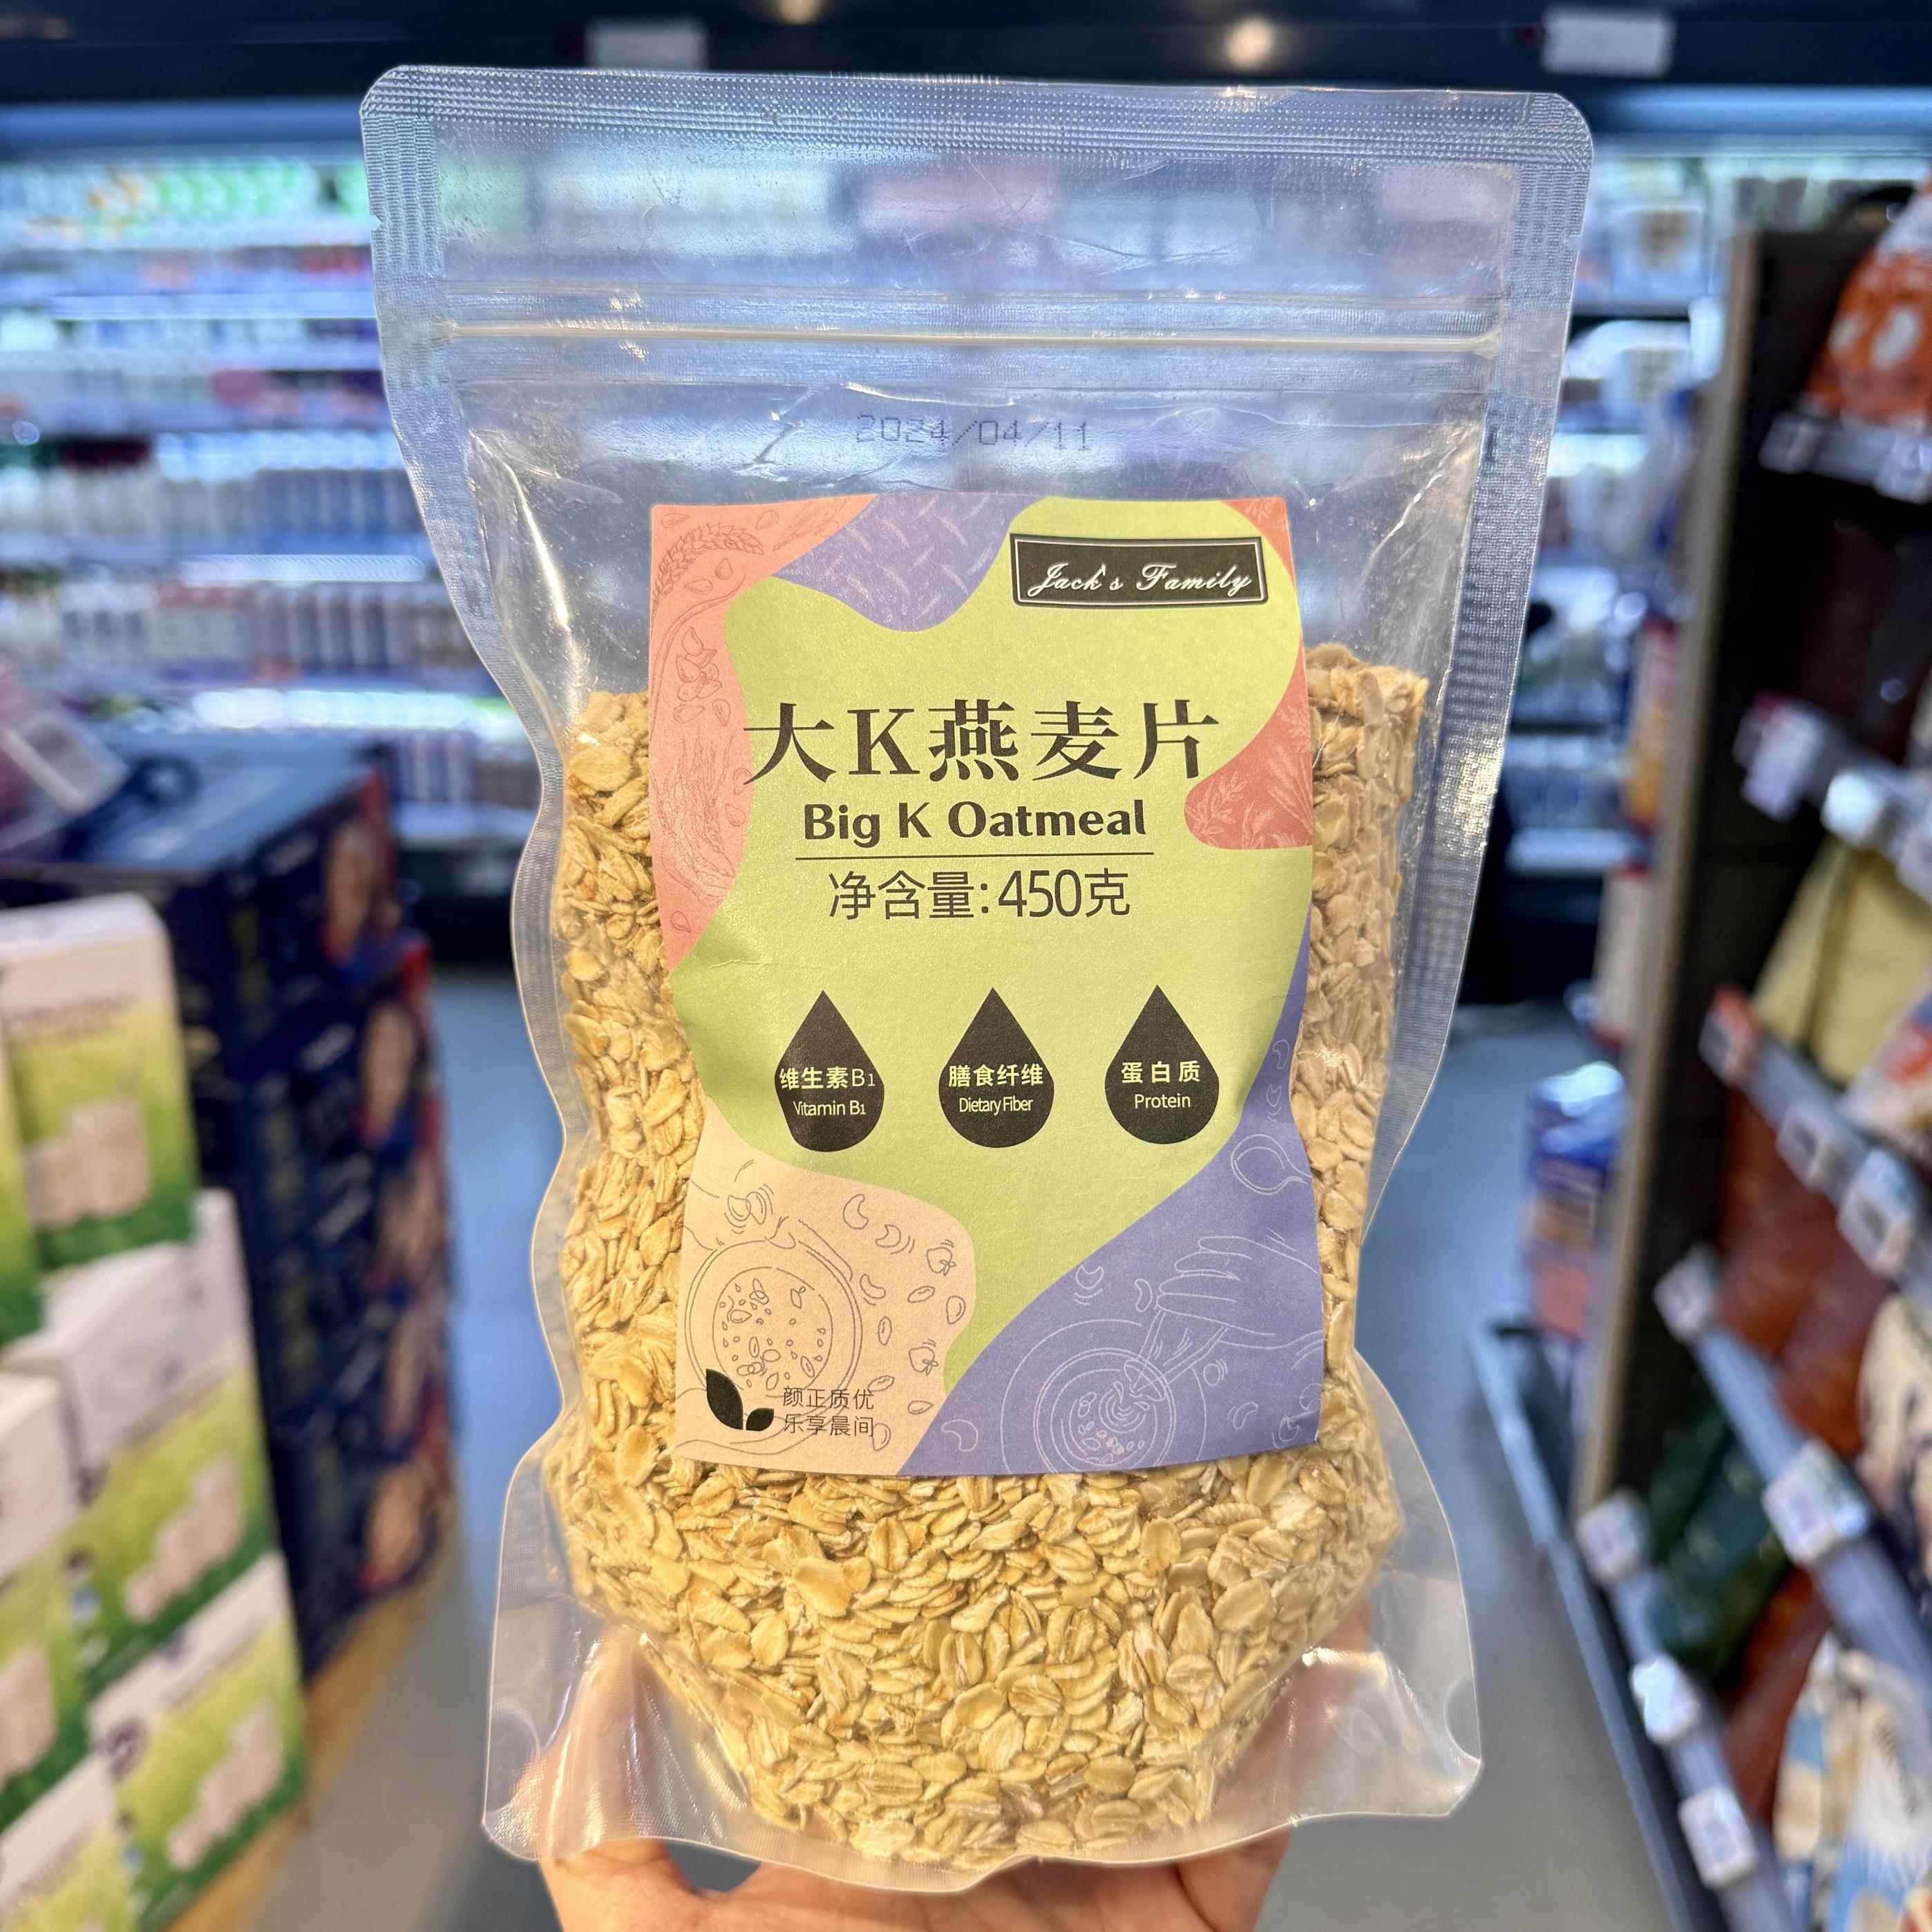 2024/04/11
Jack's Family
大K燕麦片
Big K Oatmeal
净含量:450克
维生素B1
Vitamin B1
膳食纤维
Dietary Fiber
蛋白质
Protein
颜正质优
乐享晨间